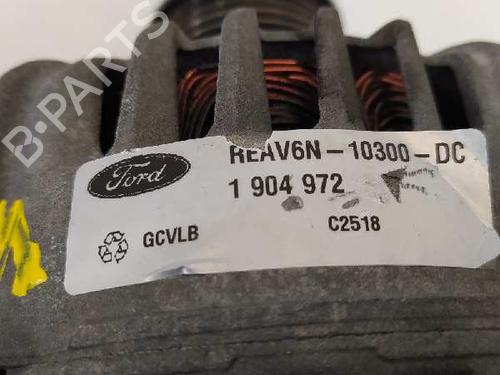 B-PARTS
REAV6N-10300-DC
Ford
1 904 972
GCVLB
C2518